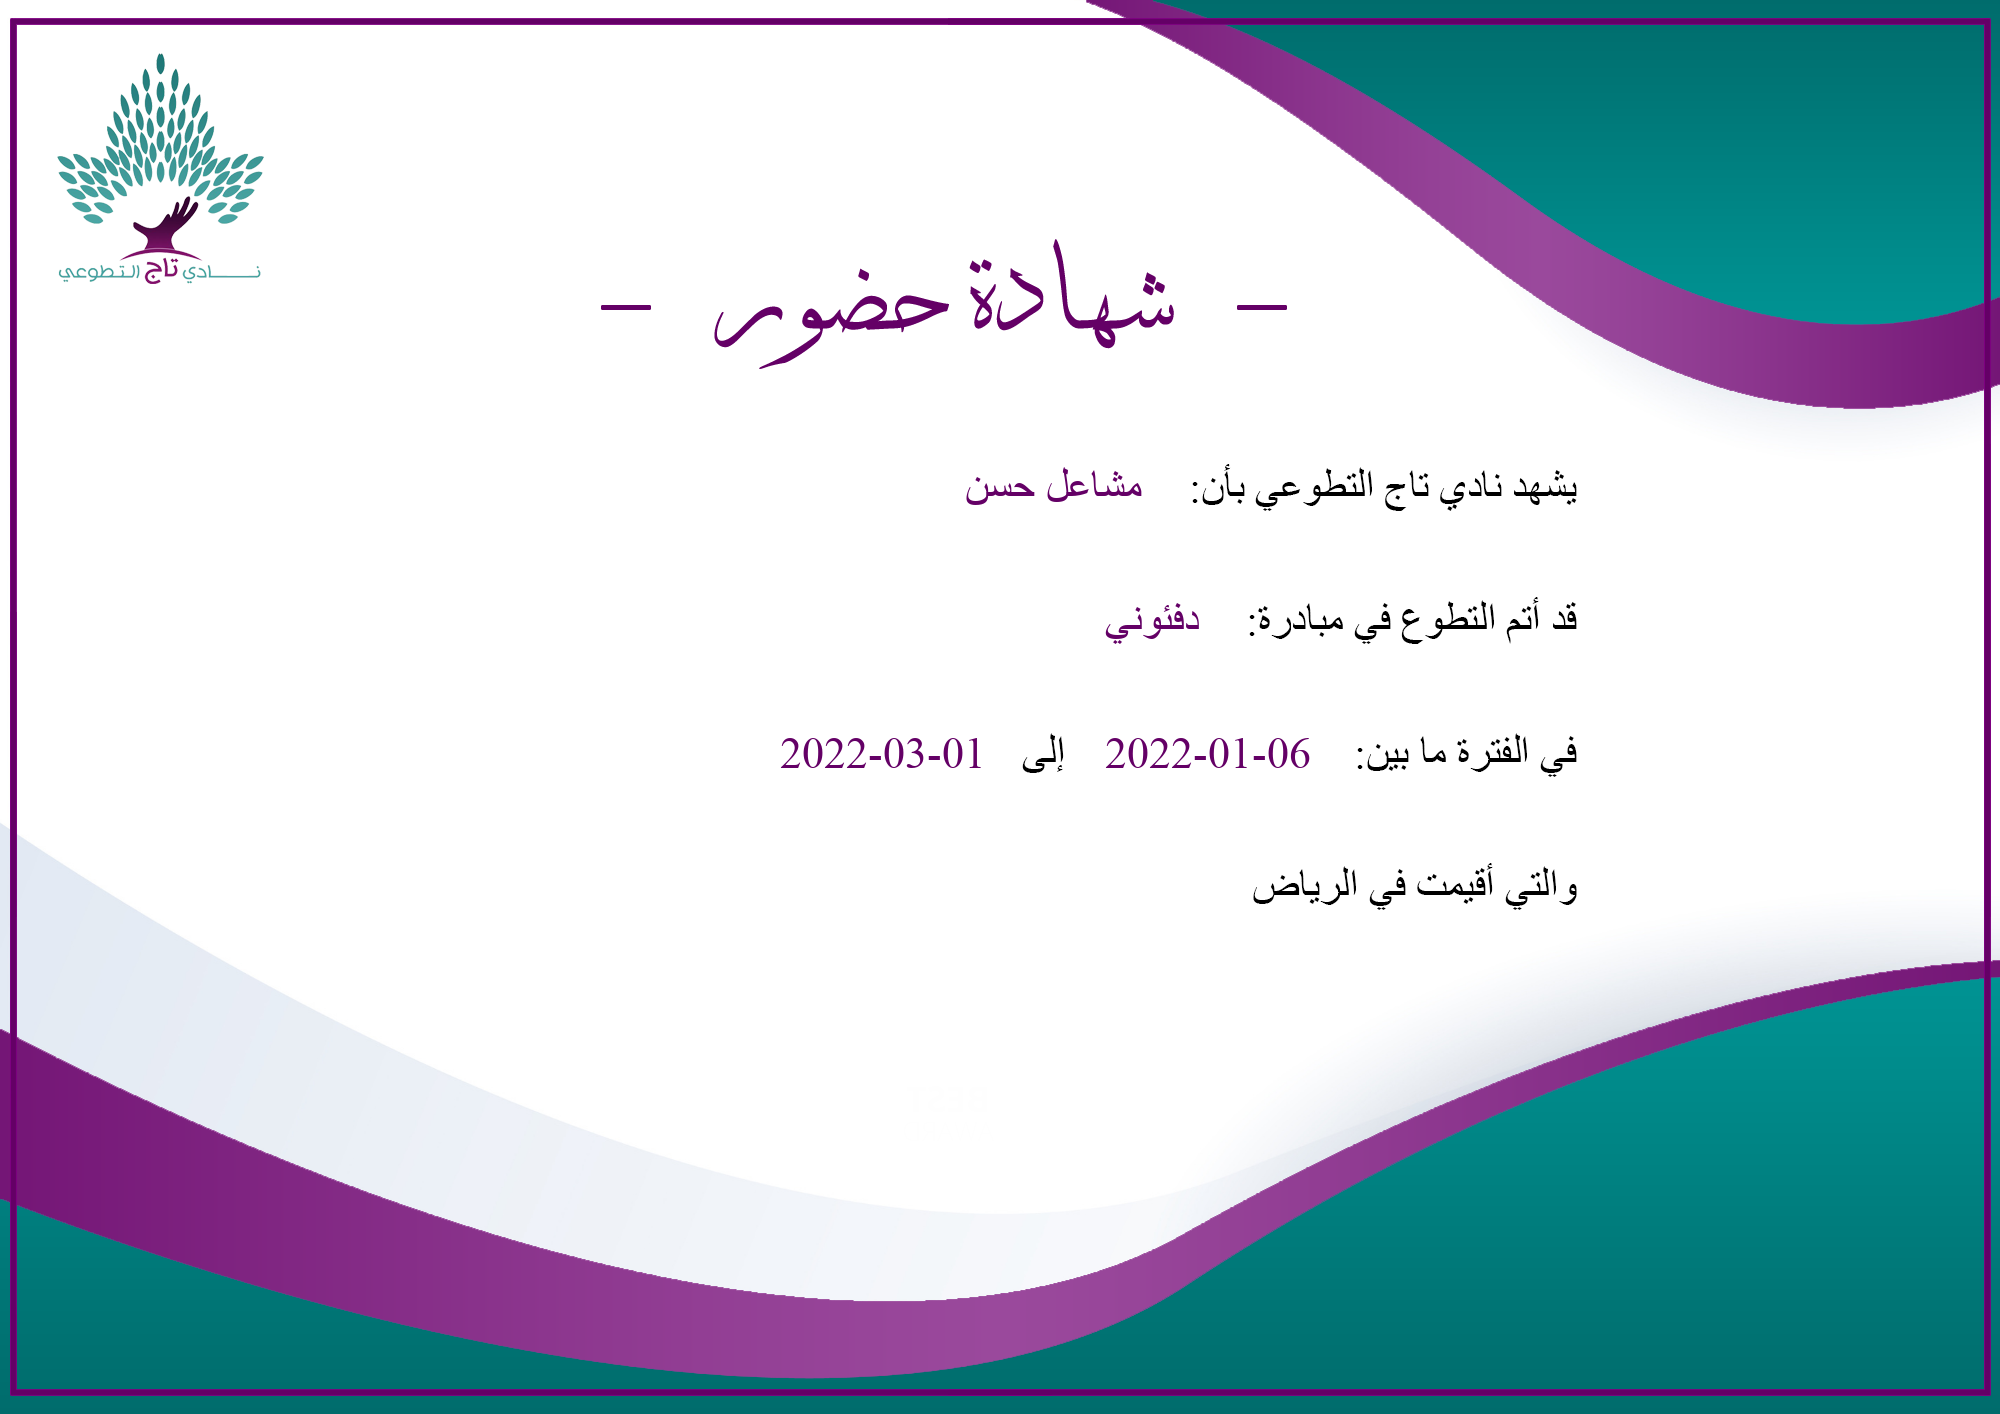 نادي تاج التطوعي
- شهادة حضور -
يشهد نادي تاج التطوعي بأن: مشاعل حسن
قد أتم التطوع في مبادرة: دفئوني
في الفترة ما بين: 2022-01-06 إلى 2022-03-01
والتي أقيمت في الرياض